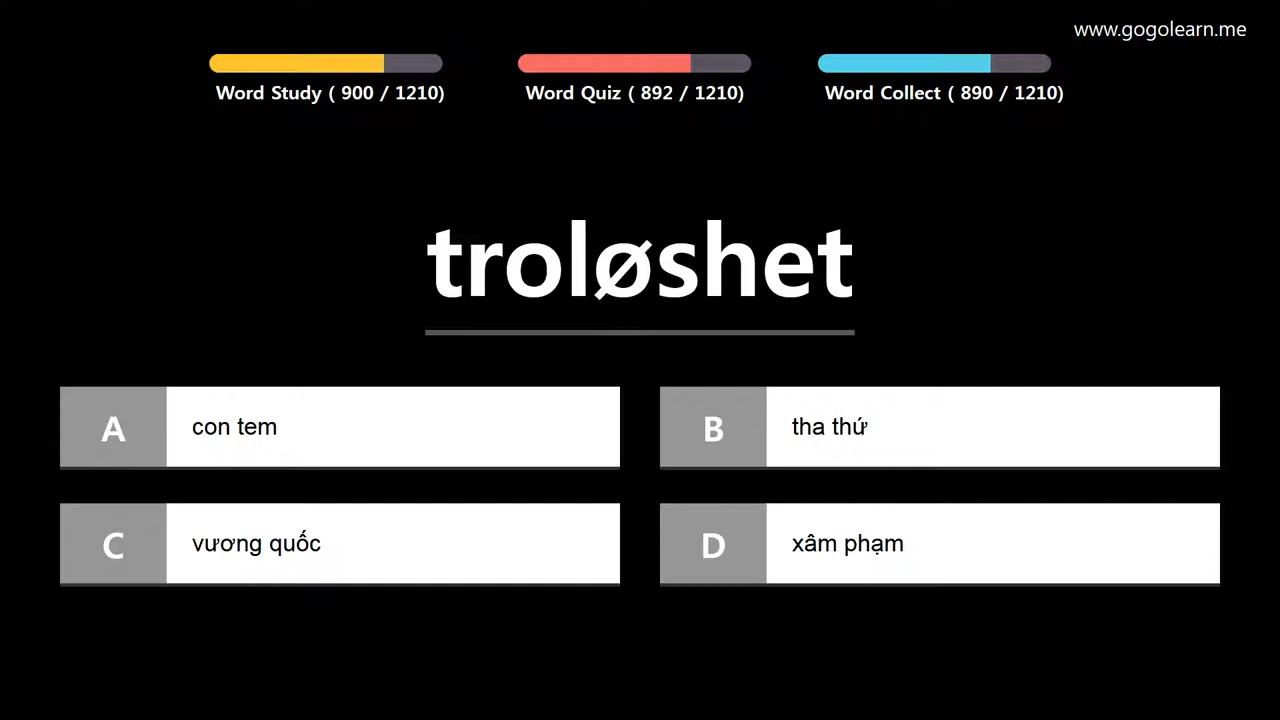 www.gogolearn.me
Word Study ( 900 / 1210)
Word Quiz ( 892 / 1210)
Word Collect ( 890 / 1210)
troløshet
A
con tem
B
tha thứ
C
vương quốc
D
xâm phạm